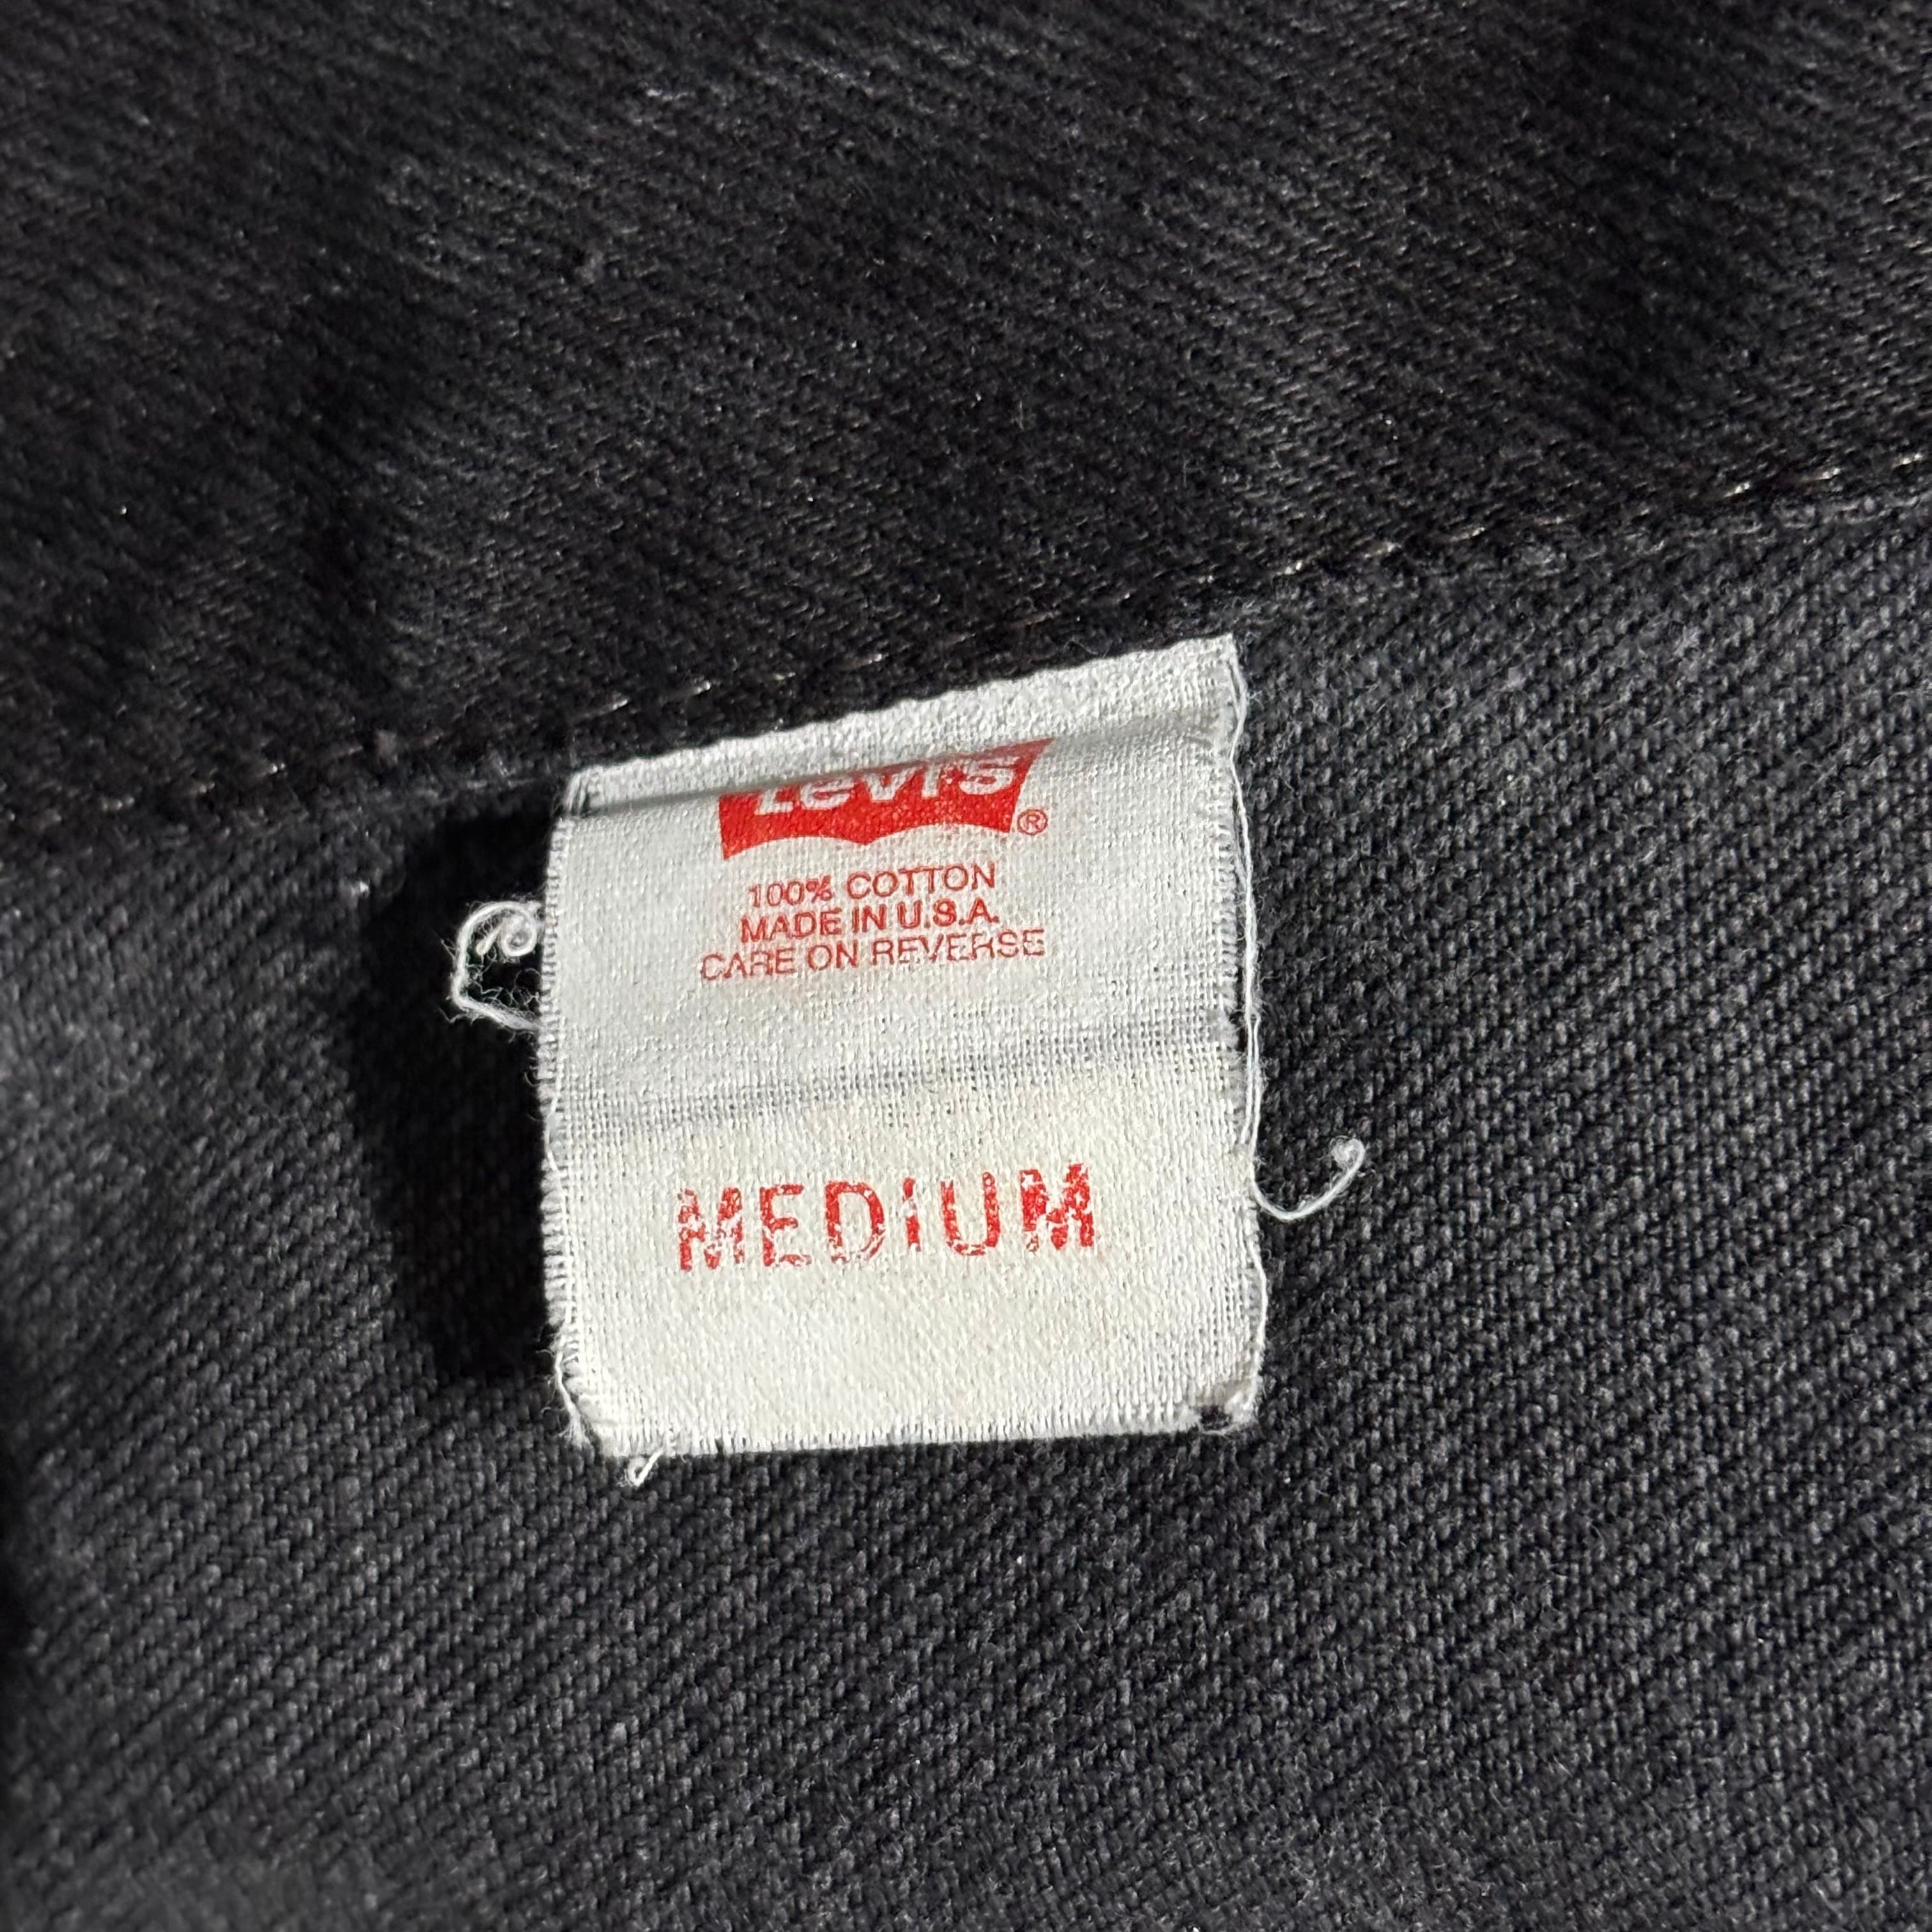 Levi's ®
100% COTTON
MADE IN U.S.A.
CARE ON REVERSE
MEDIUM